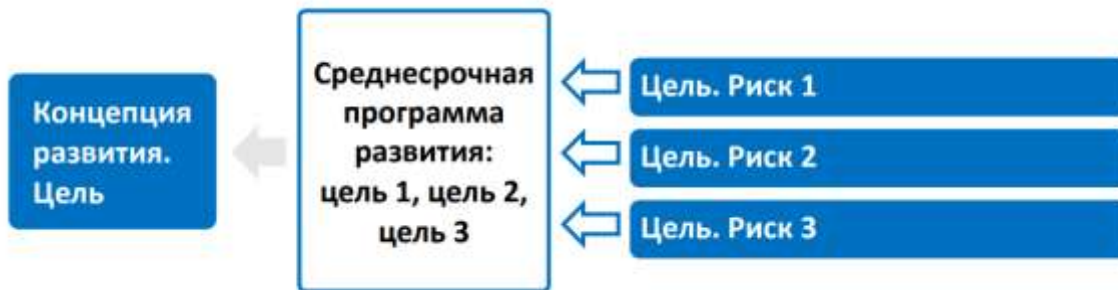 Концепция
развития.
Цель
Среднесрочная
программа
развития:
цель 1, цель 2,
цель 3
Цель. Риск 1
Цель. Риск 2
Цель. Риск 3